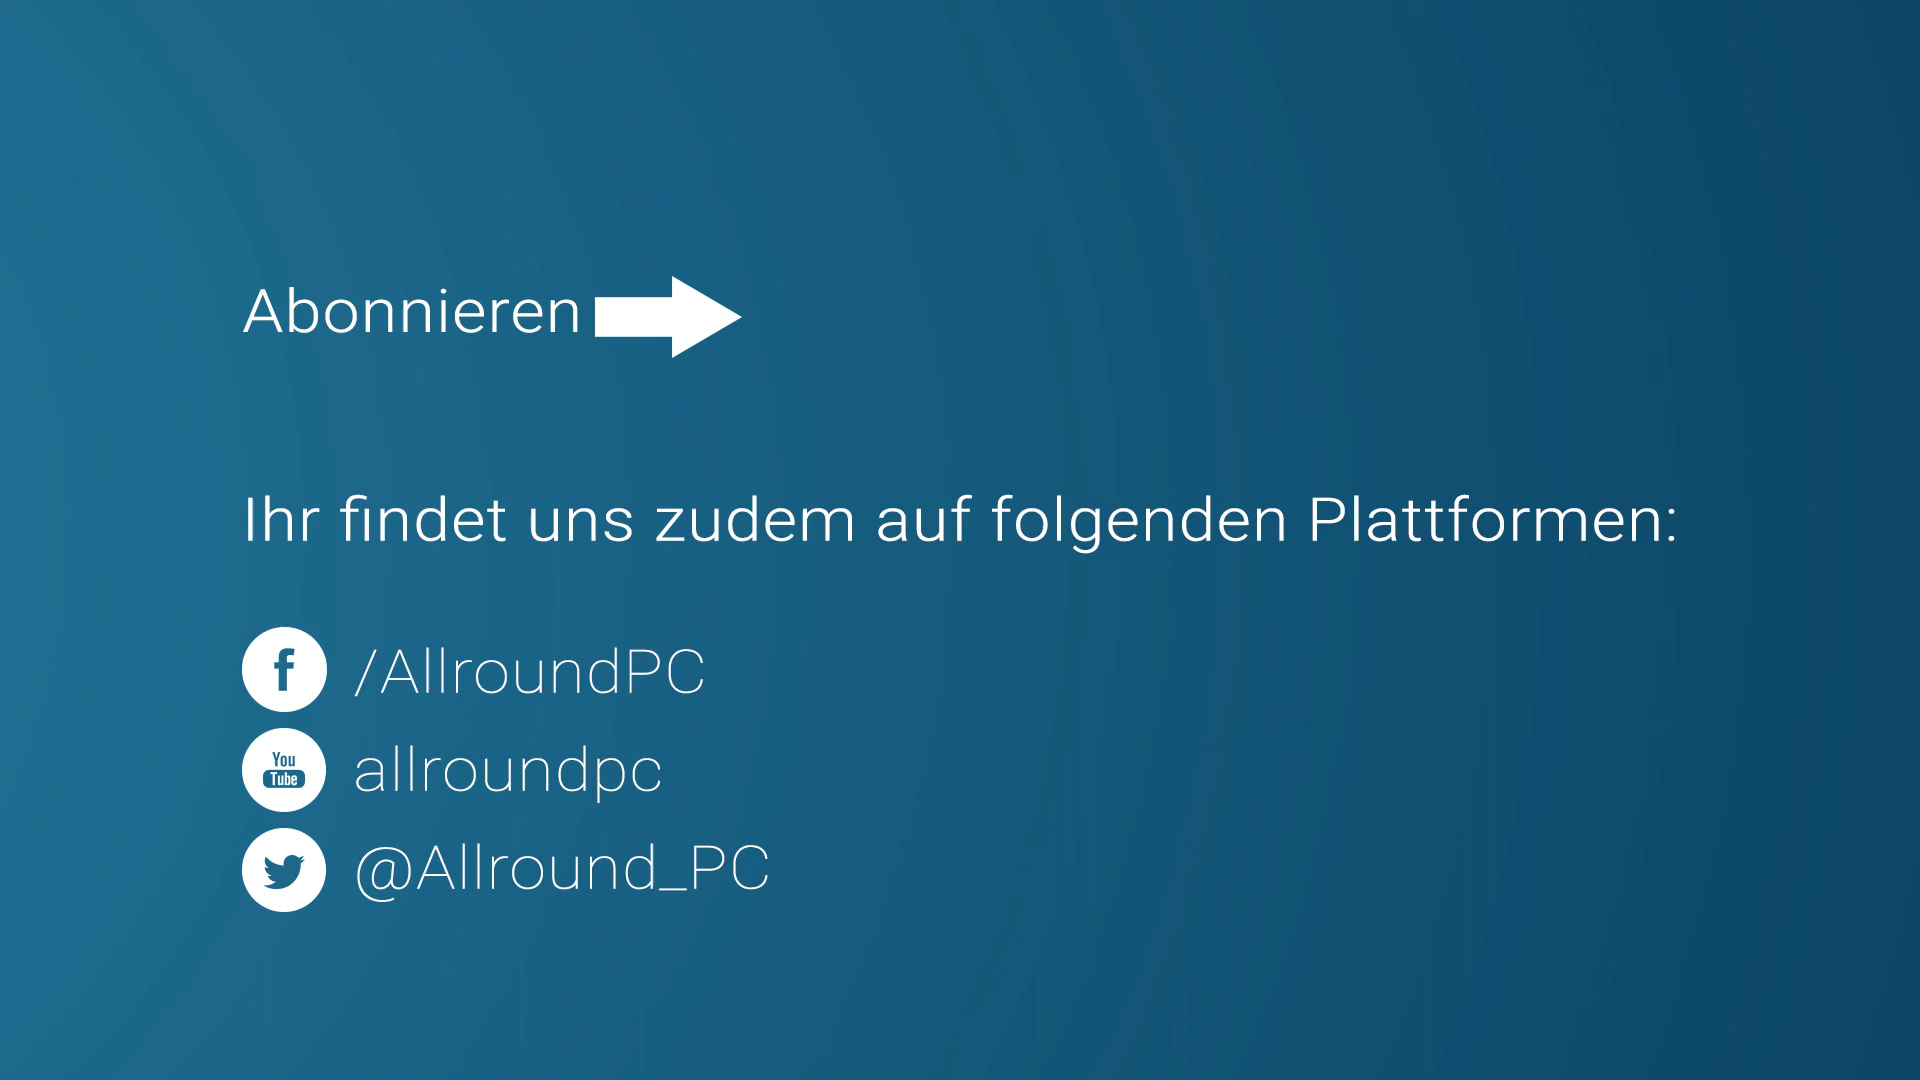 Abonnieren
Ihr findet uns zudem auf folgenden Plattformen:
f /AllroundPC
You
Tube allroundpc
@Allround_PC